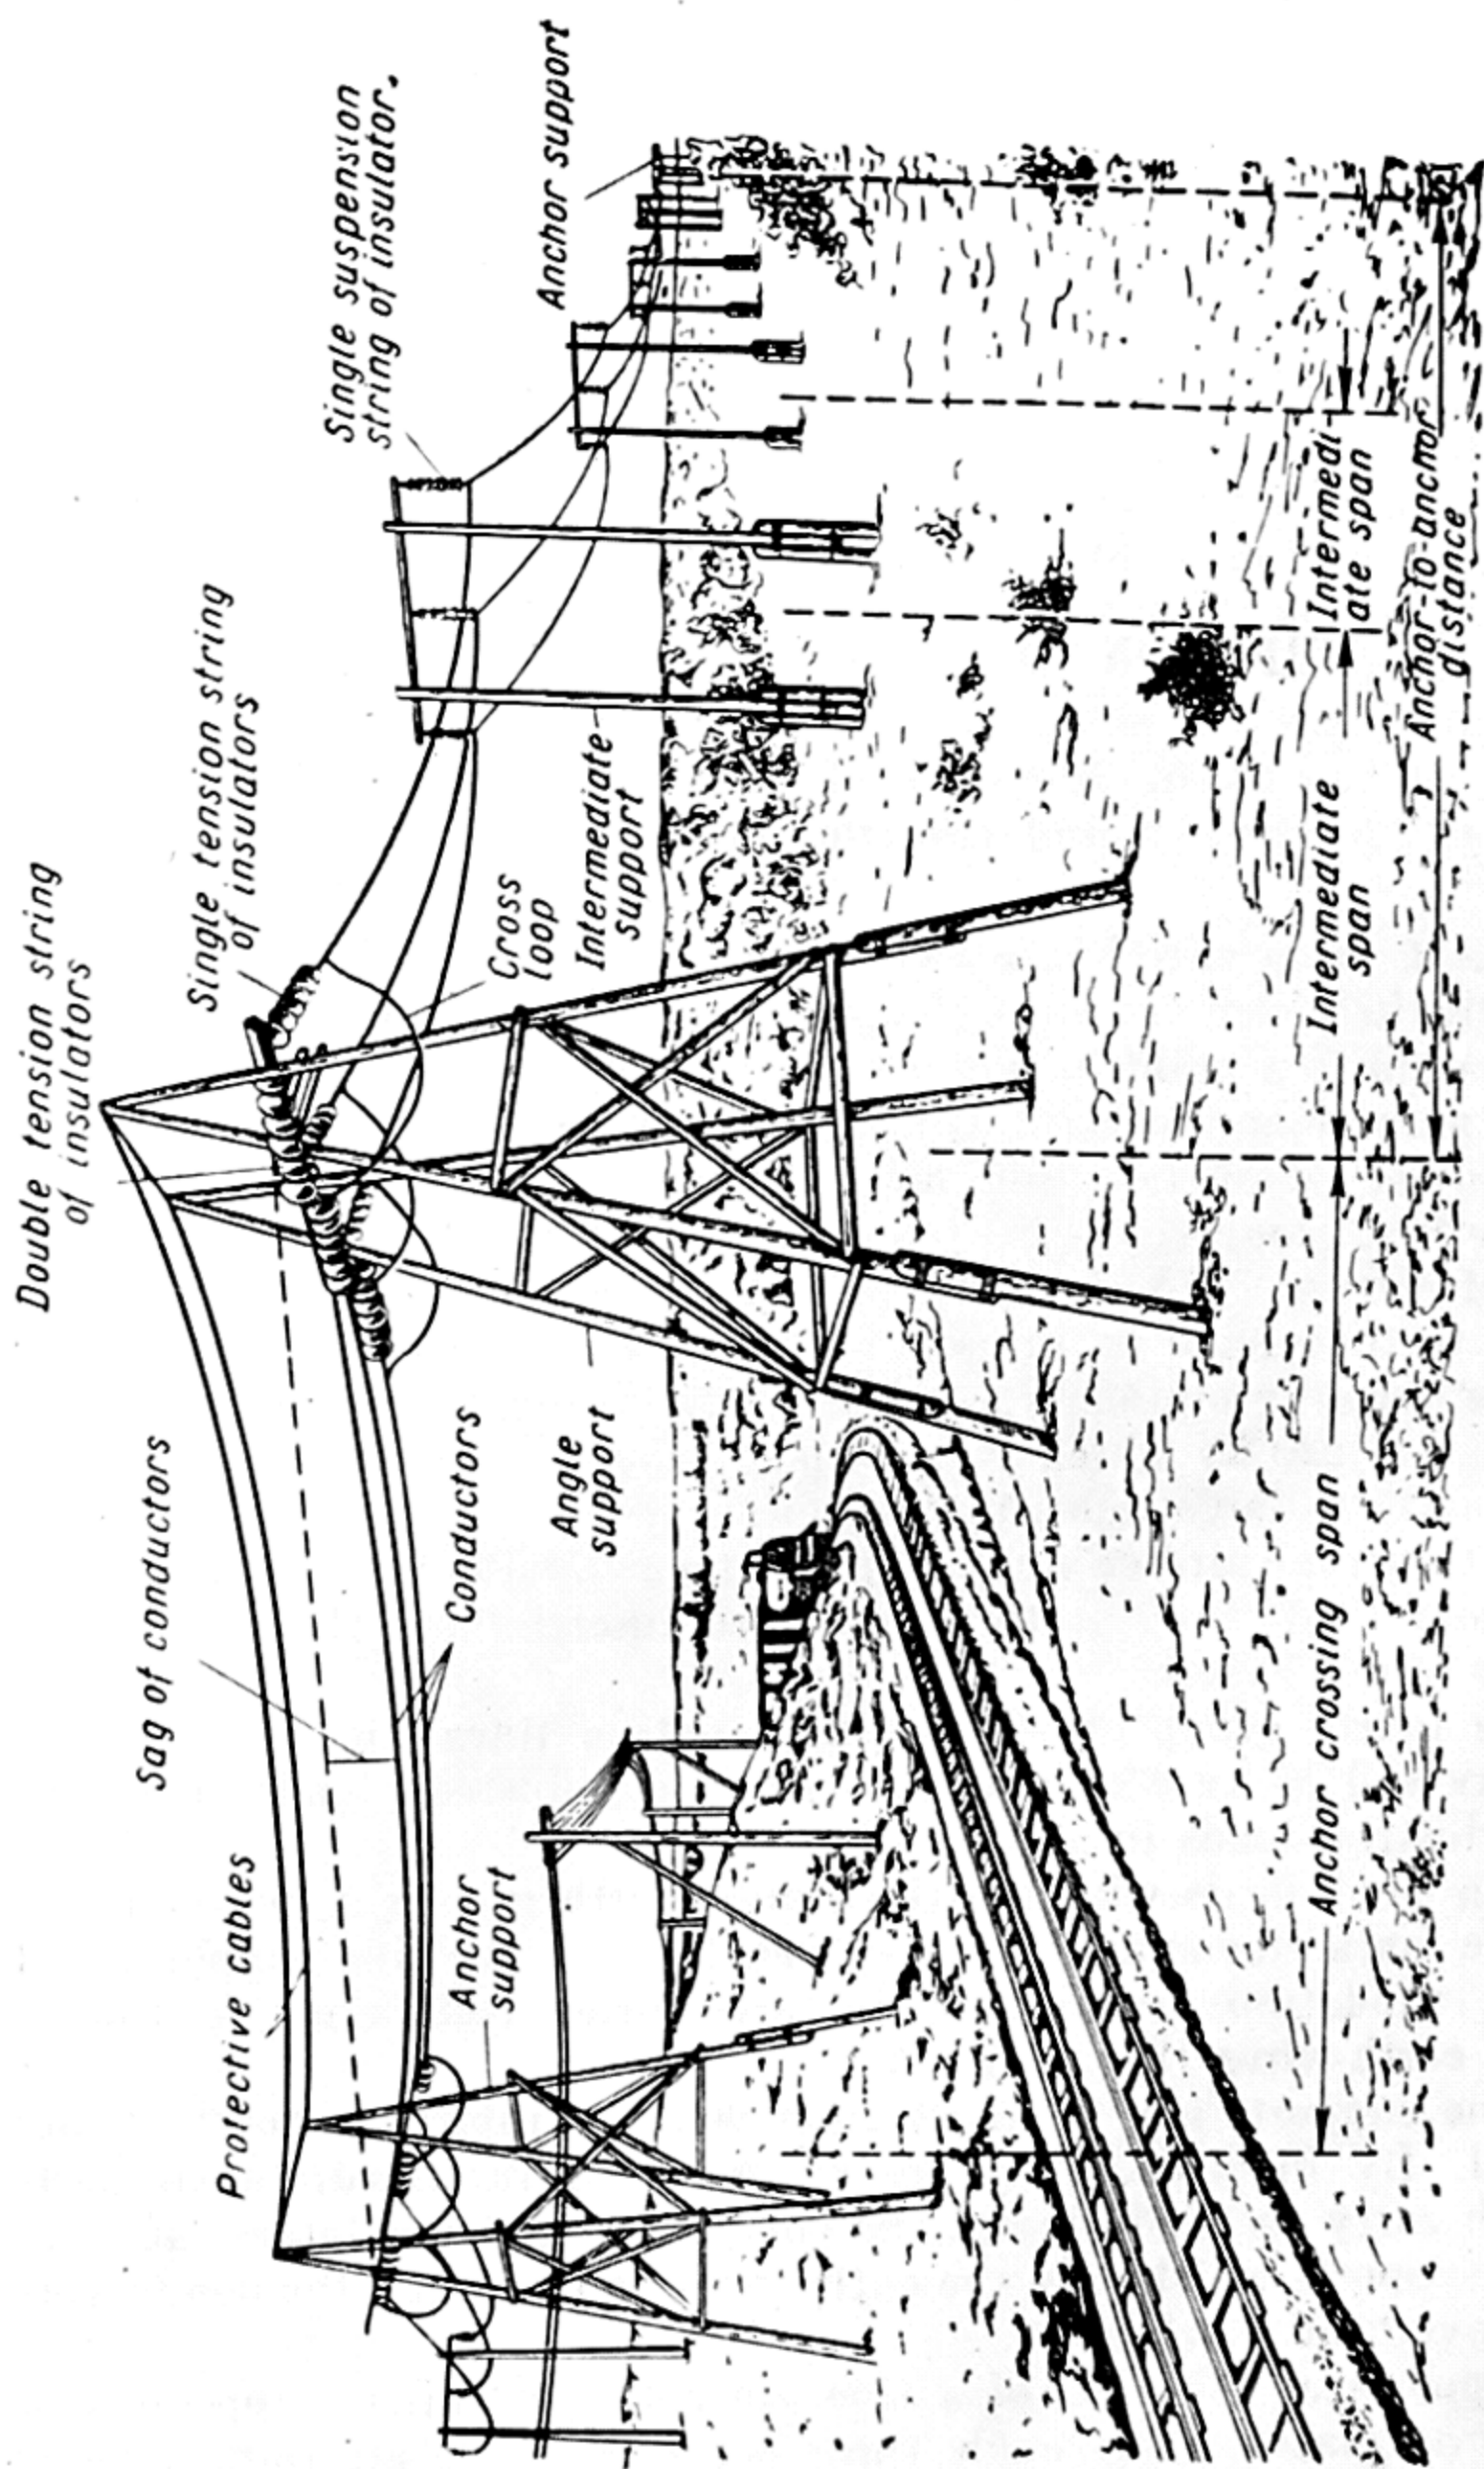 Double tension string
of insulators
Single tension string
of insulators
Single suspension
string of insulator.
Anchor support
Sag of conductors
Protective cables
Conductors
Cross
loop
Intermediate
support
Angle
support
Anchor
support
Anchor crossing span
Intermediate
span
Intermedi-
ate span
Anchor-to-anchor
distance